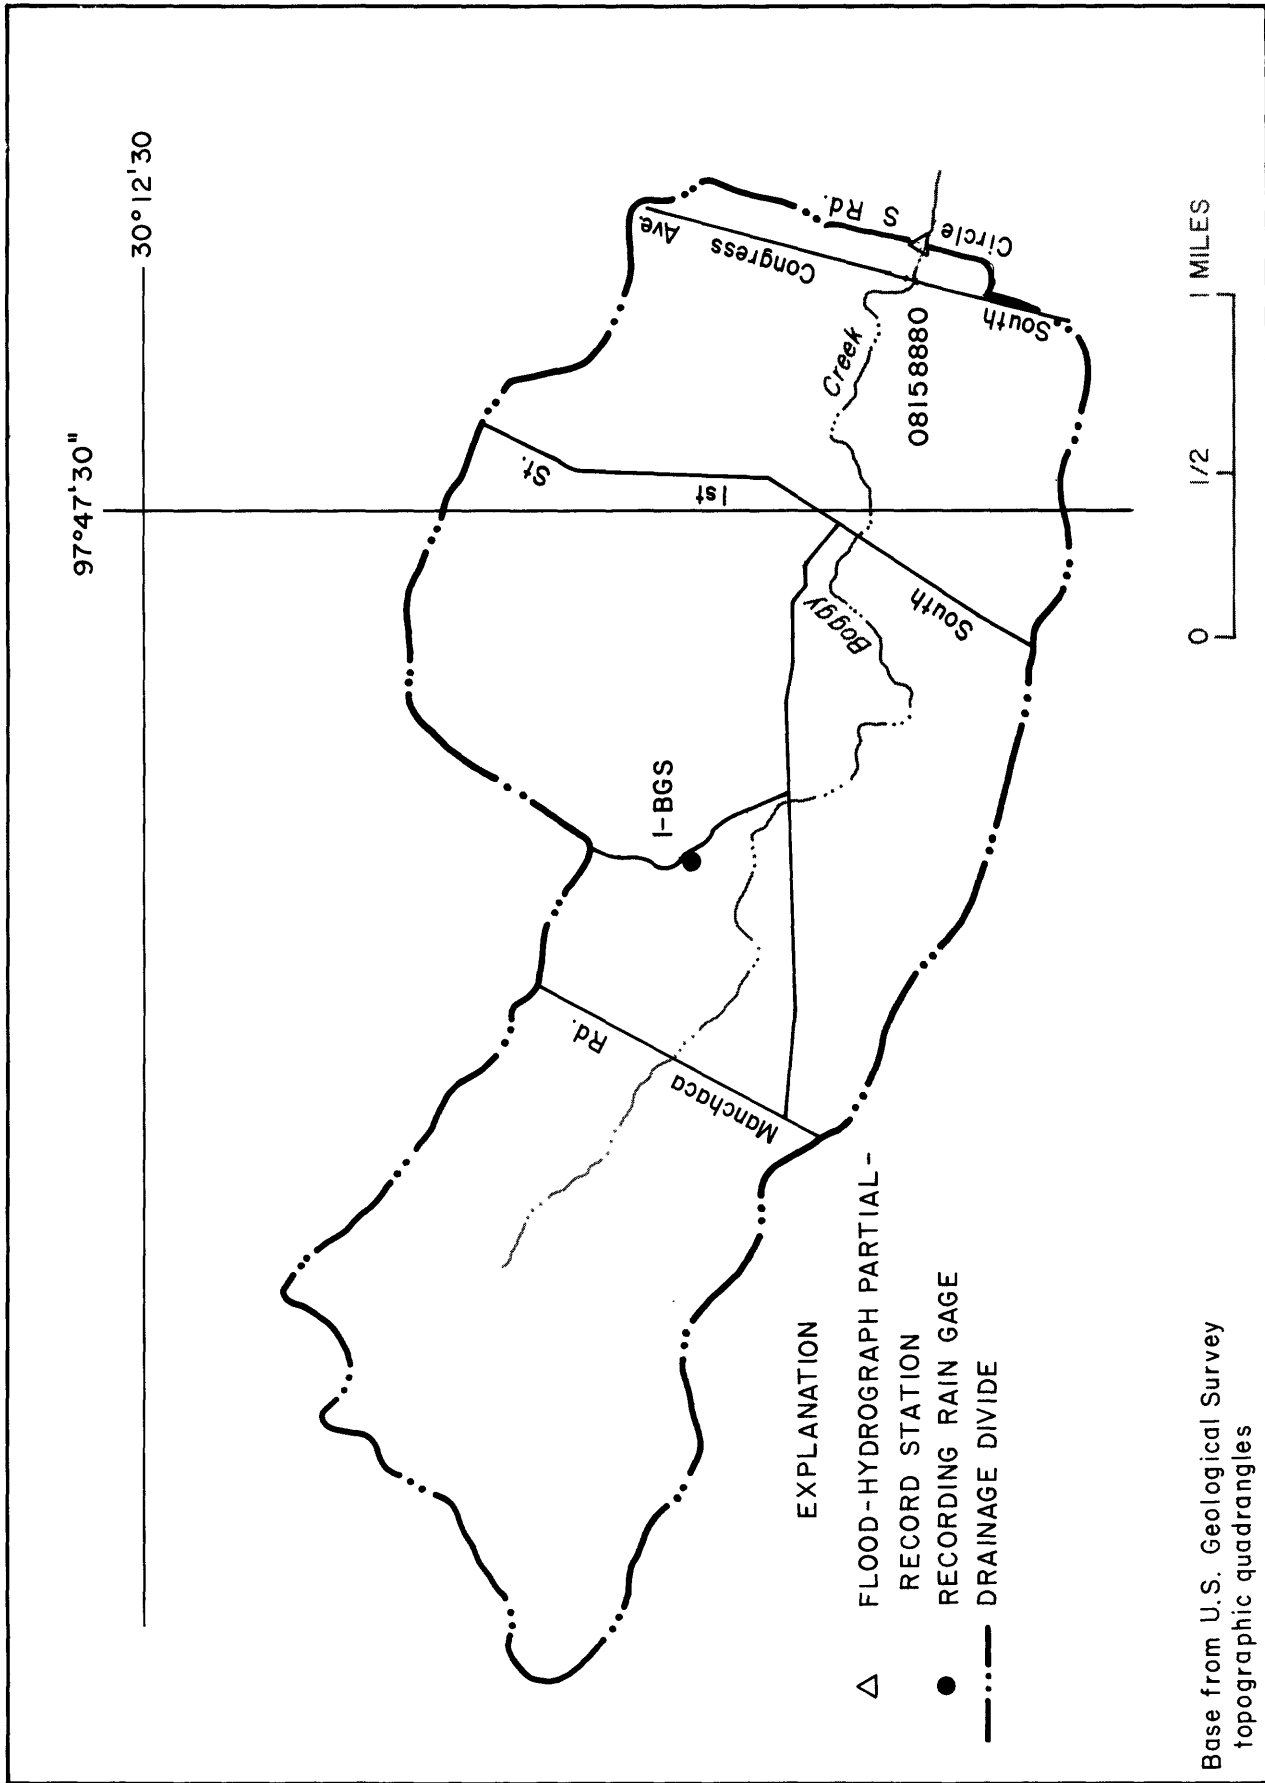 97°47'30"
30°12'30
St.
1st
South
Ave.
Congress
South
Circle
S
Rd.
Creek
08158880
Boggy
1-BGS
Rd.
Manchaca
EXPLANATION
FLOOD-HYDROGRAPH PARTIAL-
RECORD STATION
RECORDING RAIN GAGE
DRAINAGE DIVIDE
0 1/2 1 MILES
Base from U.S. Geological Survey
topographic quadrangles